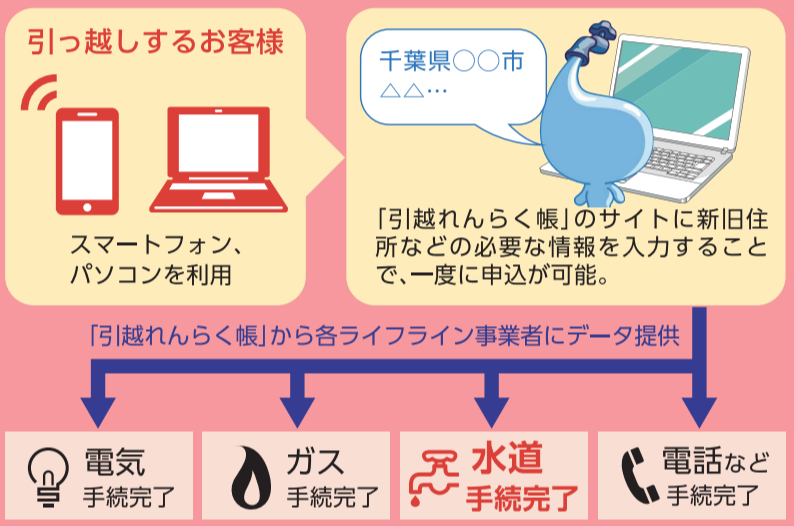 引っ越しするお客様
スマートフォン、
パソコンを利用
千葉県○○市
△△…
「引越れんらく帳」のサイトに新旧住
所などの必要な情報を入力すること
で、一度に申込が可能。
「引越れんらく帳」から各ライフライン事業者にデータ提供
電気
手続完了
ガス
手続完了
水道
手続完了
電話など
手続完了